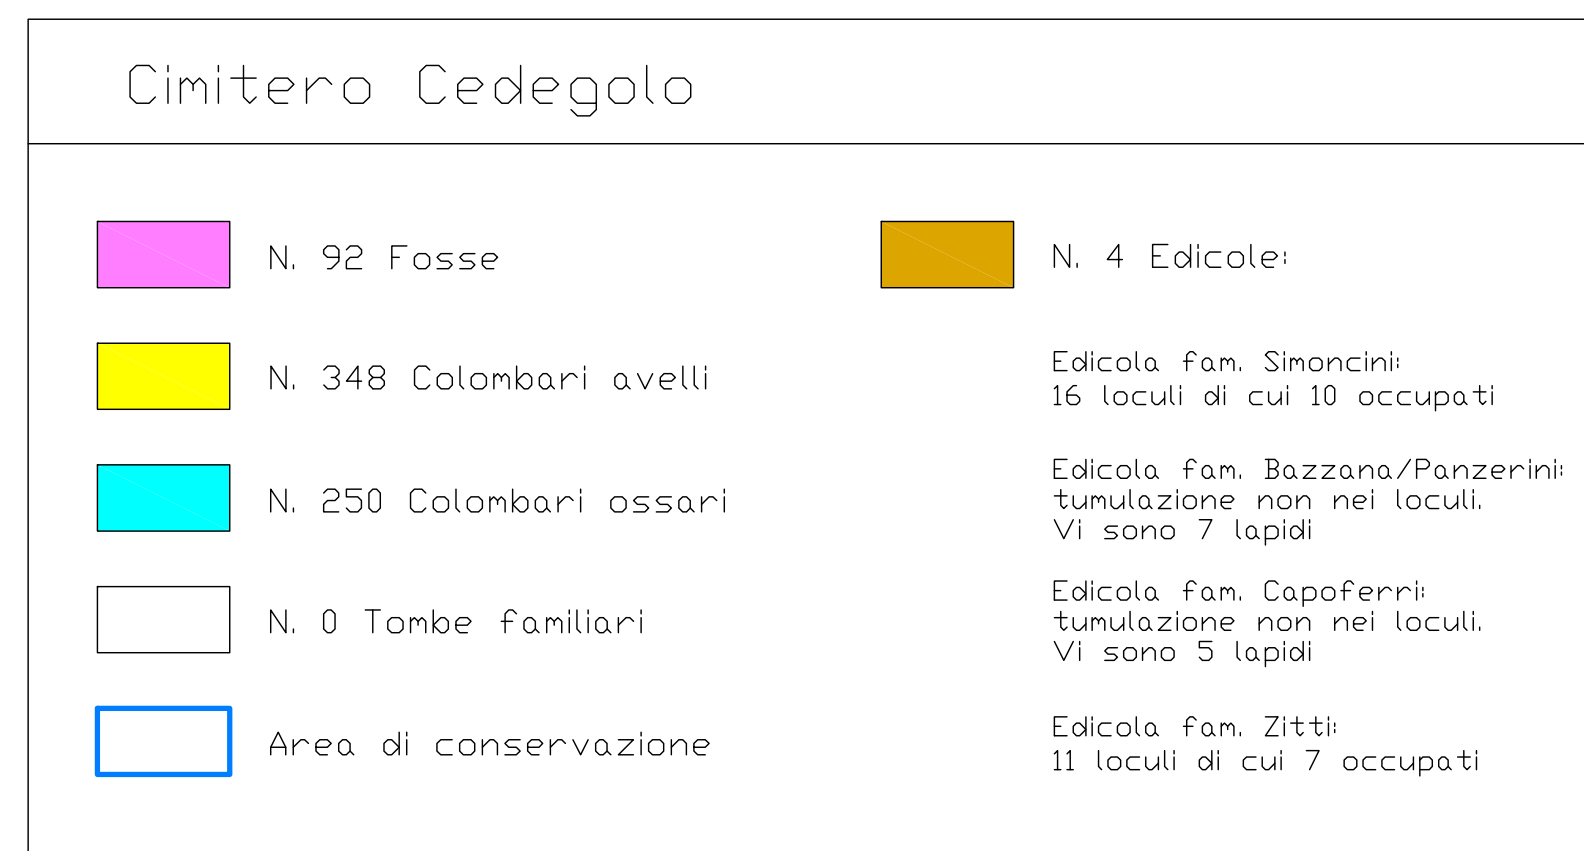 Cimitero Cedegolo
N. 92 Fosse
N. 348 Colombari avelli
N. 250 Colombari ossari
N. 0 Tombe familiari
Area di conservazione
N. 4 Edicole:
Edicola fam. Simoncini:
16 loculi di cui 10 occupati
Edicola fam. Bazzana/Panzerini:
tumulazione non nei loculi.
Vi sono 7 lapidi
Edicola fam. Capoferri:
tumulazione non nei loculi.
Vi sono 5 lapidi
Edicola fam. Zitti:
11 loculi di cui 7 occupati